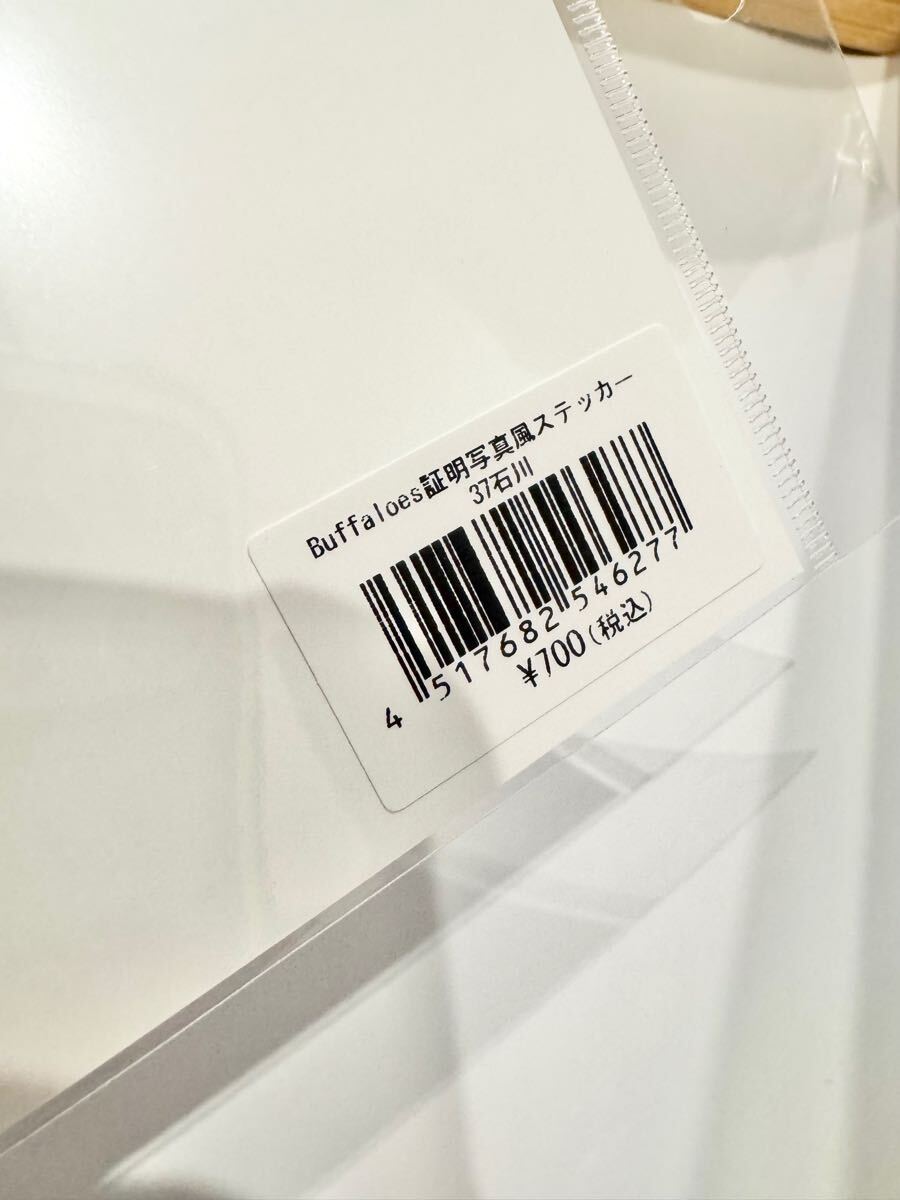 Buffaloes証明写真風ステッカー
37石川
4 517682 546277
¥700(税込)